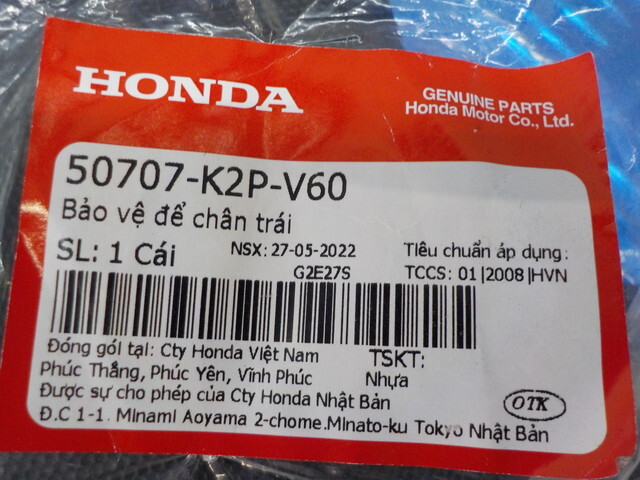 HONDA
GENUINE PARTS
Honda Motor Co., Ltd.
50707-K2P-V60
Bảo vệ để chân trái
SL: 1 Cái
NSX: 27-05-2022
Tiêu chuẩn áp dụng:
G2E27S
TCCS: 01|2008|HVN
Đóng gói tại: Cty Honda Việt Nam
TSKT:
Phúc Thắng, Phúc Yên, Vĩnh Phúc
Nhựa
Được sự cho phép của Cty Honda Nhật Bản
OTK
Đ.C 1-1. Minami Aoyama 2-chome.Minato-ku Tokyo Nhật Bản